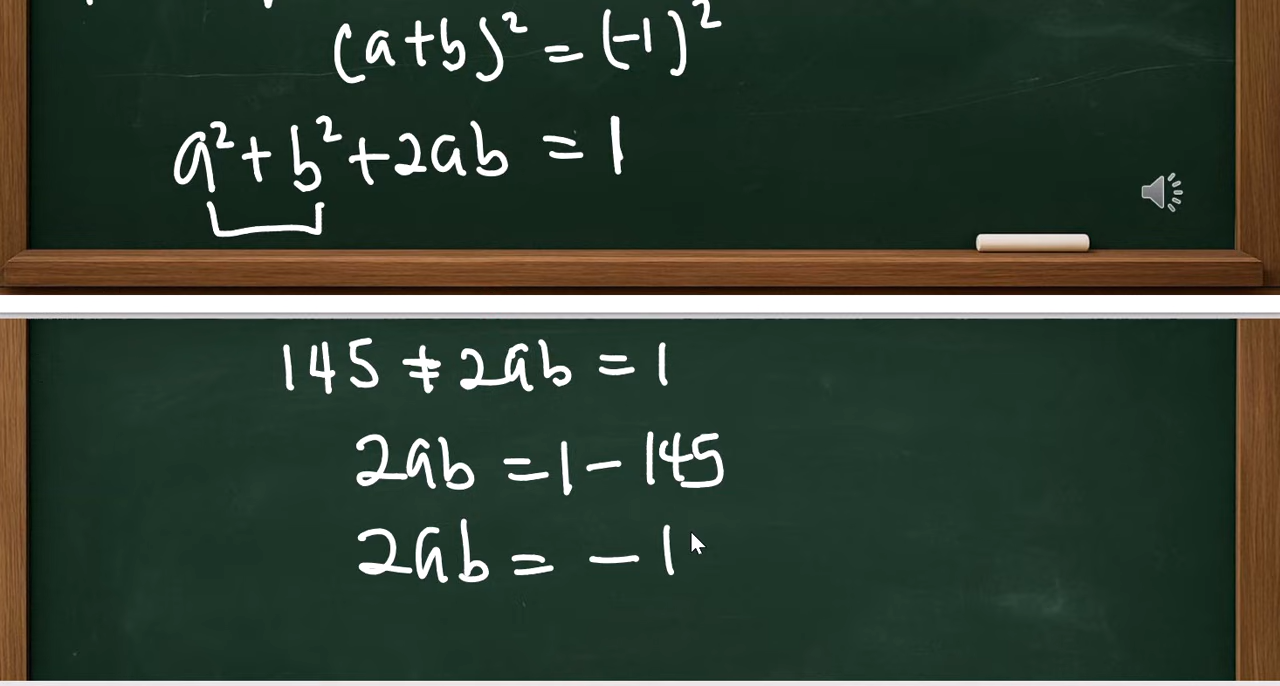 (a+b)² = (-1)²
a² + b² + 2ab = 1
145 + 2ab = 1
2ab = 1 - 145
2ab = - 1